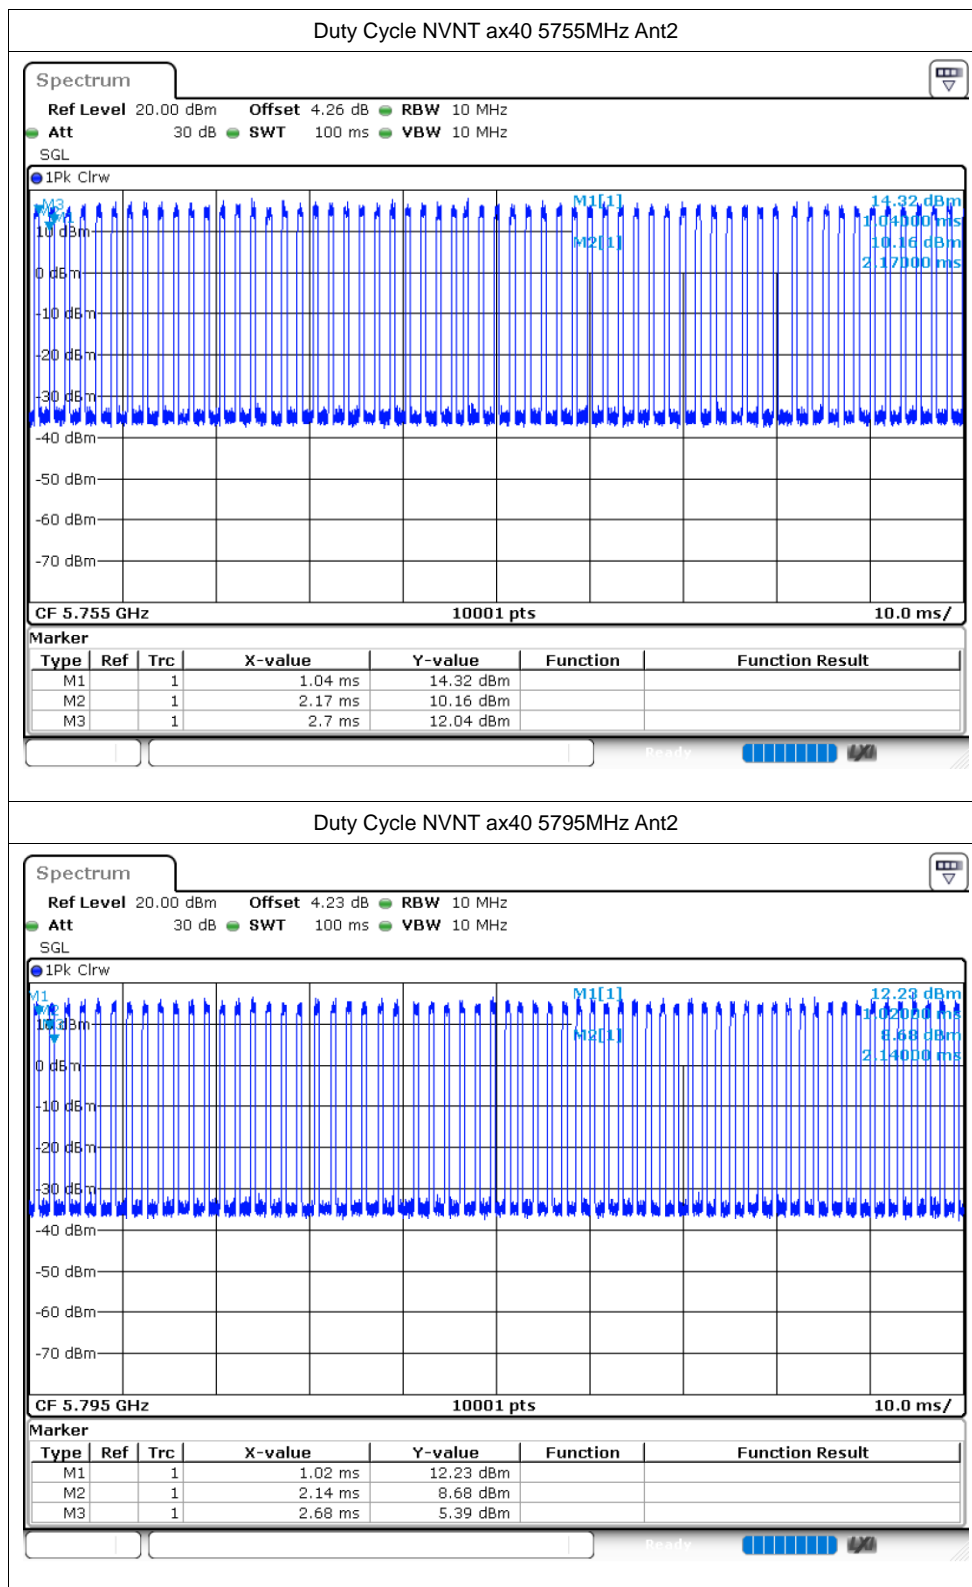 Duty Cycle NVNT ax40 5755MHz Ant2
Spectrum
Ref Level 20.00 dBm Offset 4.26 dB RBW 10 MHz
Att 30 dB SWT 100 ms VBW 10 MHz
SGL
1Pk Clrw
M3
M1
M1[1] 14.32 dBm
1.04000 ms
10 dBm
M2[1] 10.16 dBm
2.17000 ms
0 dBm
-10 dBm
-20 dBm
-30 dBm
-40 dBm
-50 dBm
-60 dBm
-70 dBm
CF 5.755 GHz 10001 pts 10.0 ms/
Marker
Type Ref Trc X-value Y-value Function Function Result
M1 1 1.04 ms 14.32 dBm
M2 1 2.17 ms 10.16 dBm
M3 1 2.7 ms 12.04 dBm
Ready LXI
Duty Cycle NVNT ax40 5795MHz Ant2
Spectrum
Ref Level 20.00 dBm Offset 4.23 dB RBW 10 MHz
Att 30 dB SWT 100 ms VBW 10 MHz
SGL
1Pk Clrw
M1
M2
M3
M1[1] 12.23 dBm
1.02000 ms
10 dBm
M2[1] 8.68 dBm
2.14000 ms
0 dBm
-10 dBm
-20 dBm
-30 dBm
-40 dBm
-50 dBm
-60 dBm
-70 dBm
CF 5.795 GHz 10001 pts 10.0 ms/
Marker
Type Ref Trc X-value Y-value Function Function Result
M1 1 1.02 ms 12.23 dBm
M2 1 2.14 ms 8.68 dBm
M3 1 2.68 ms 5.39 dBm
Ready LXI